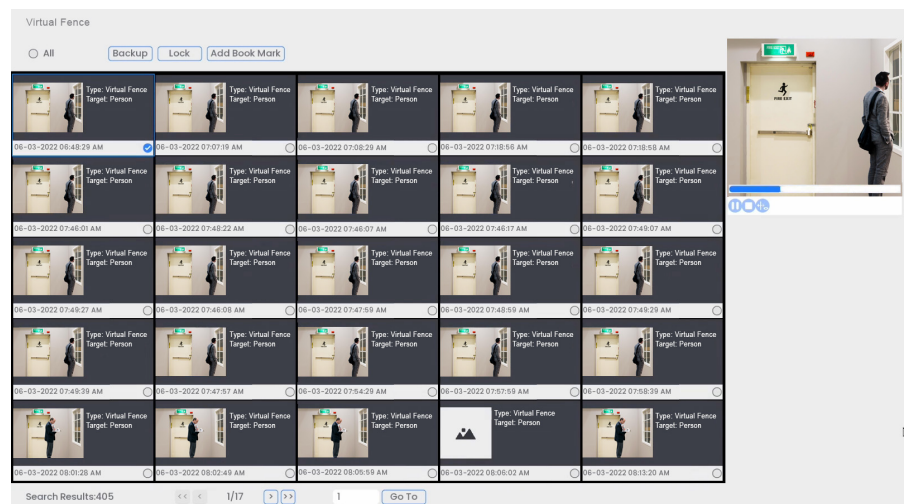 Virtual Fence
All Backup Lock Add Book Mark
Type: Virtual Fence Type: Virtual Fence Type: Virtual Fence Type: Virtual Fence Type: Virtual Fence
Target: Person Target: Person Target: Person Target: Person Target: Person
FIRE EXIT
06-03-2022 06:48:29 AM 06-03-2022 07:07:19 AM 06-03-2022 07:08:29 AM 06-03-2022 07:18:56 AM 06-03-2022 07:18:58 AM
Type: Virtual Fence Type: Virtual Fence Type: Virtual Fence Type: Virtual Fence Type: Virtual Fence
Target: Person Target: Person Target: Person Target: Person Target: Person
06-03-2022 07:46:01 AM 06-03-2022 07:48:22 AM 06-03-2022 07:46:07 AM 06-03-2022 07:46:17 AM 06-03-2022 07:49:07 AM
Type: Virtual Fence Type: Virtual Fence Type: Virtual Fence Type: Virtual Fence Type: Virtual Fence
Target: Person Target: Person Target: Person Target: Person Target: Person
06-03-2022 07:49:27 AM 06-03-2022 07:46:08 AM 06-03-2022 07:47:59 AM 06-03-2022 07:48:59 AM 06-03-2022 07:49:29 AM
Type: Virtual Fence Type: Virtual Fence Type: Virtual Fence Type: Virtual Fence Type: Virtual Fence
Target: Person Target: Person Target: Person Target: Person Target: Person
06-03-2022 07:49:39 AM 06-03-2022 07:47:57 AM 06-03-2022 07:54:29 AM 06-03-2022 07:57:59 AM 06-03-2022 07:58:39 AM
Type: Virtual Fence Type: Virtual Fence Type: Virtual Fence Type: Virtual Fence Type: Virtual Fence
Target: Person Target: Person Target: Person Target: Person Target: Person
06-03-2022 08:01:28 AM 06-03-2022 08:02:49 AM 06-03-2022 08:05:59 AM 06-03-2022 08:06:02 AM 06-03-2022 08:13:20 AM
Search Results:405 << < 1/17 > >> 1 Go To